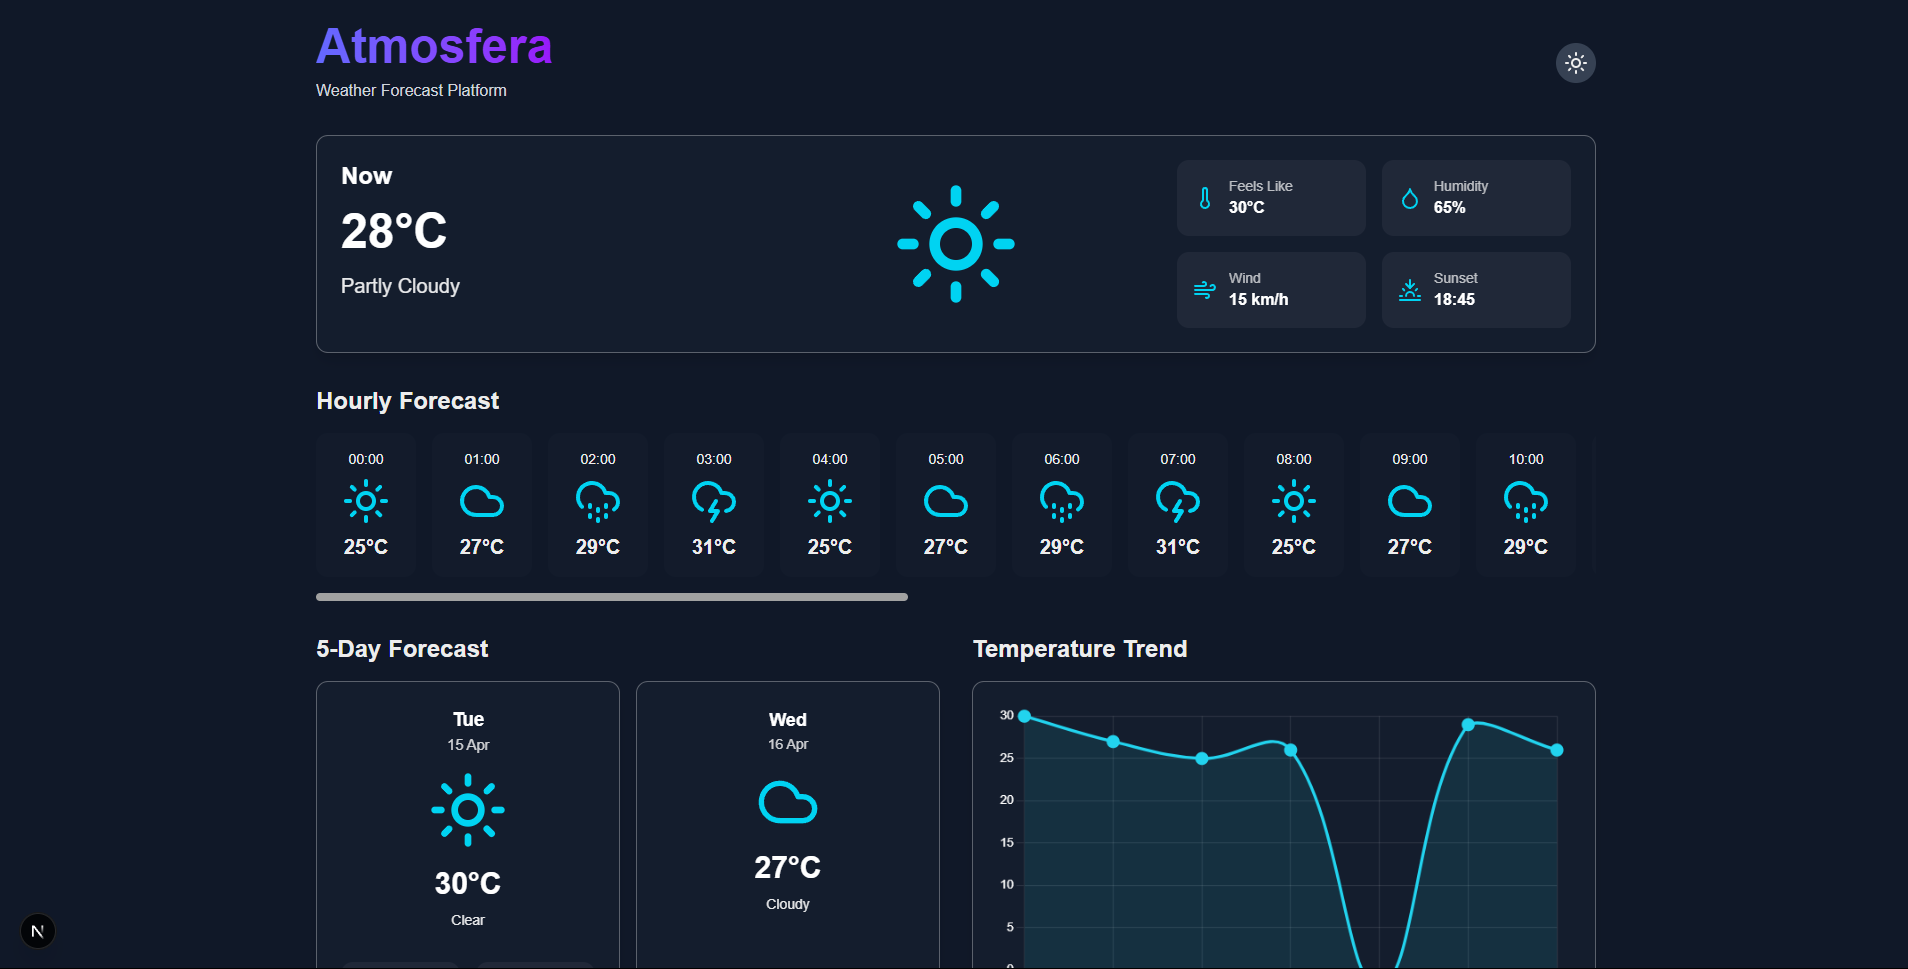 Atmosfera
Weather Forecast Platform
Now
28°C
Partly Cloudy
Feels Like
30°C
Humidity
65%
Wind
15 km/h
Sunset
18:45
Hourly Forecast
00:00 01:00 02:00 03:00 04:00 05:00 06:00 07:00 08:00 09:00 10:00
25°C 27°C 29°C 31°C 25°C 27°C 29°C 31°C 25°C 27°C 29°C
5-Day Forecast
Tue
15 Apr
30°C
Clear
Wed
16 Apr
27°C
Cloudy
Temperature Trend
30
25
20
15
10
5
0
N